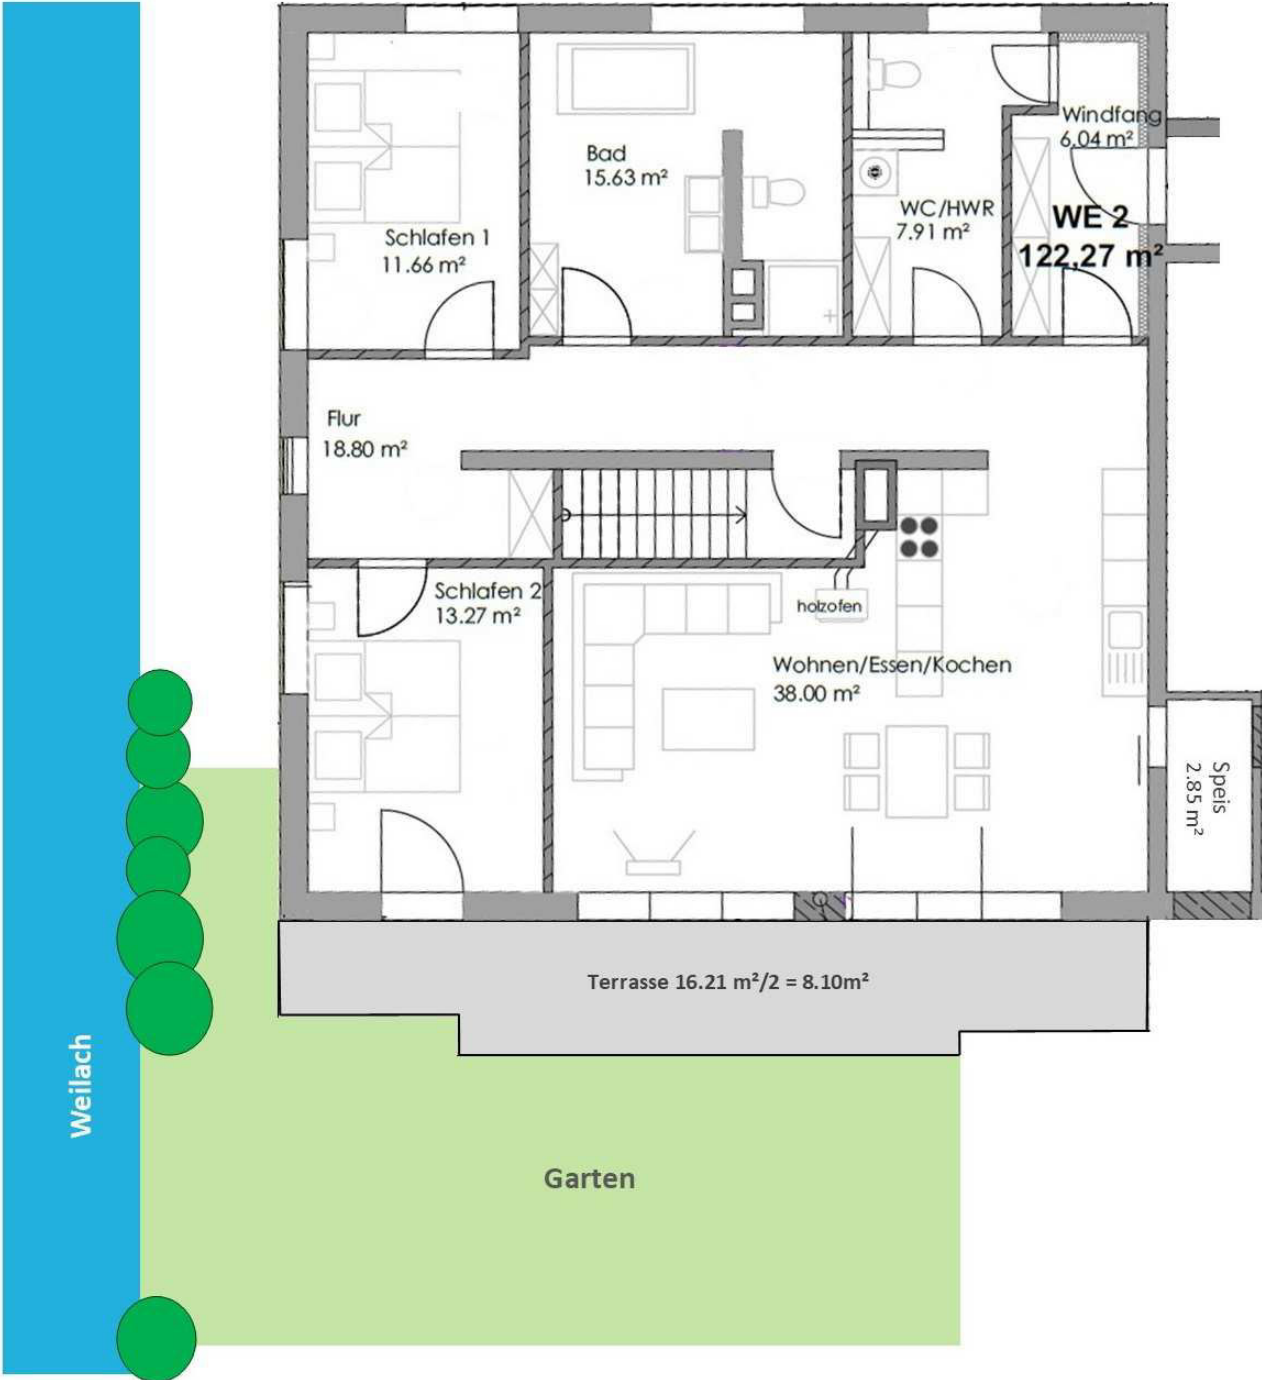 Windfang
6.04 m²
Bad
15.63 m²
WC/HWR
7.91 m²
WE 2
122,27 m²
Schlafen 1
11.66 m²
Flur
18.80 m²
Schlafen 2
13.27 m²
holzofen
Wohnen/Essen/Kochen
38.00 m²
Speis
2.85 m²
Terrasse 16.21 m²/2 = 8.10m²
Weilach
Garten